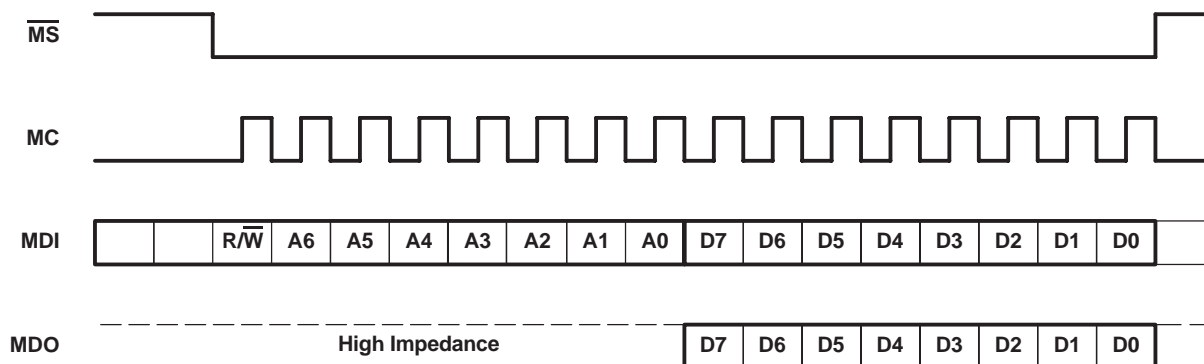 M̅S̅
MC
MDI R/W̅ A6 A5 A4 A3 A2 A1 A0 D7 D6 D5 D4 D3 D2 D1 D0
MDO High Impedance D7 D6 D5 D4 D3 D2 D1 D0